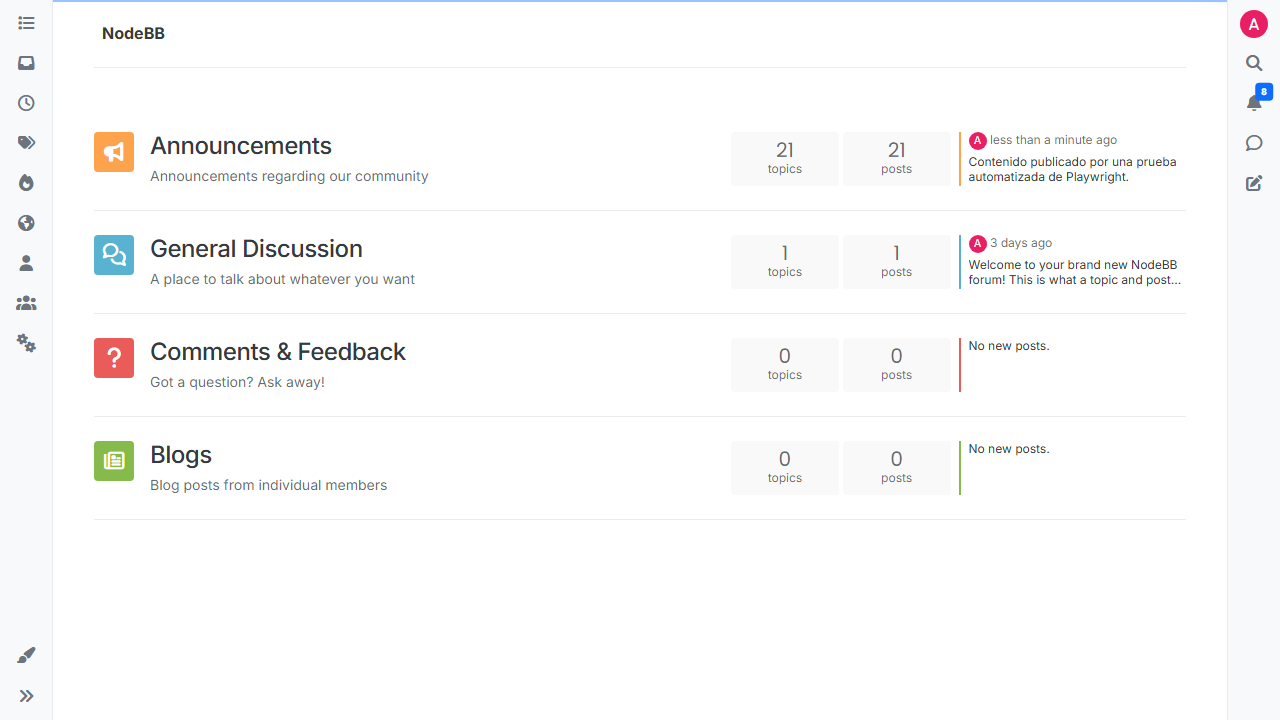 NodeBB
A
8
Announcements
Announcements regarding our community
21
topics
21
posts
A less than a minute ago
Contenido publicado por una prueba
automatizada de Playwright.
General Discussion
A place to talk about whatever you want
1
topics
1
posts
A 3 days ago
Welcome to your brand new NodeBB
forum! This is what a topic and post...
Comments & Feedback
Got a question? Ask away!
0
topics
0
posts
No new posts.
Blogs
Blog posts from individual members
0
topics
0
posts
No new posts.